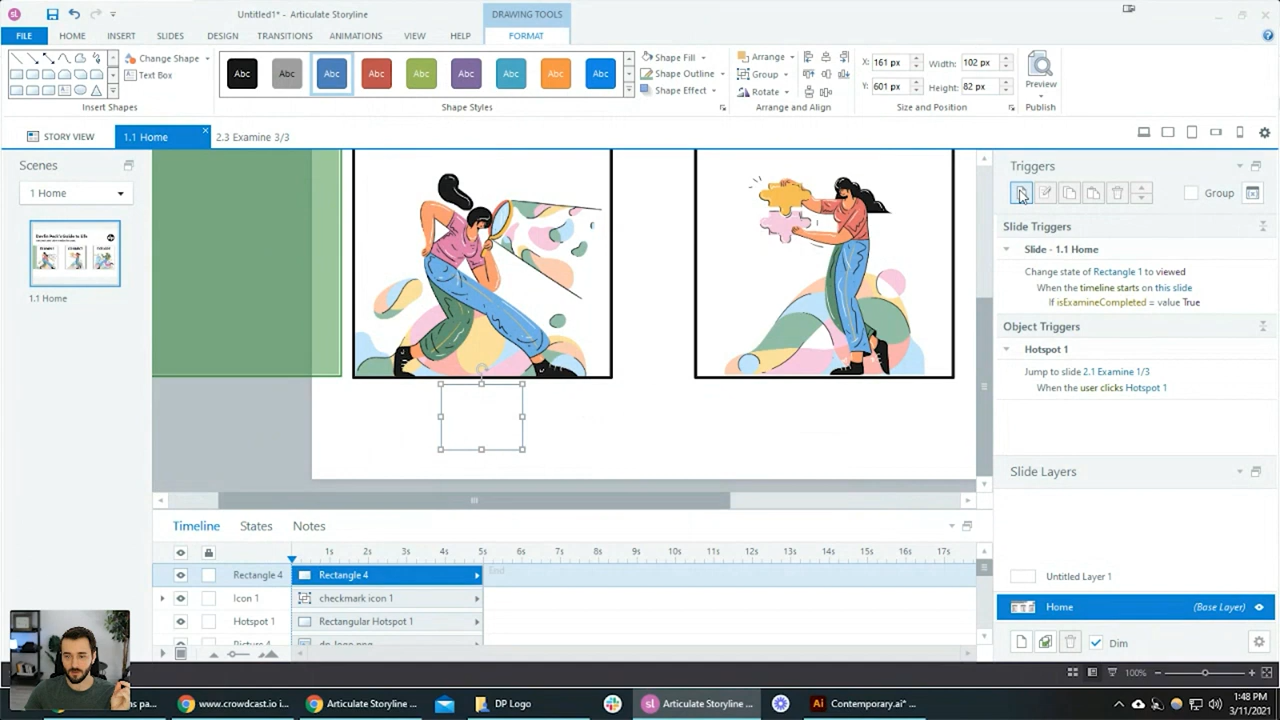 Untitled1* - Articulate Storyline
DRAWING TOOLS
FILE HOME INSERT SLIDES DESIGN TRANSITIONS ANIMATIONS VIEW HELP FORMAT
Change Shape
Text Box
Insert Shapes
Abc Abc Abc Abc Abc Abc Abc Abc Abc
Shape Styles
Shape Fill
Shape Outline
Shape Effect
Arrange
Group
Rotate
Arrange and Align
X: 161 px Width: 102 px
Y: 601 px Height: 82 px
Size and Position
Preview
Publish
STORY VIEW 1.1 Home 2.3 Examine 3/3
Scenes
1 Home
1.1 Home
Triggers
Group
Slide Triggers
Slide - 1.1 Home
Change state of Rectangle 1 to viewed
When the timeline starts on this slide
If isExamineCompleted = value True
Object Triggers
Hotspot 1
Jump to slide 2.1 Examine 1/3
When the user clicks Hotspot 1
Slide Layers
Untitled Layer 1
Home (Base Layer)
Dim
Timeline States Notes
1s 2s 3s 4s 5s 6s 7s 8s 9s 10s 11s 12s 13s 14s 15s 16s 17s
Rectangle 4 Rectangle 4 End
Icon 1 checkmark icon 1
Hotspot 1 Rectangular Hotspot 1
Picture 4 dp-logo.png
100%
as pa... www.crowdcast.io i... Articulate Storyline ... DP Logo Articulate Storyline ... Contemporary.ai* ...
1:48 PM
3/11/2021